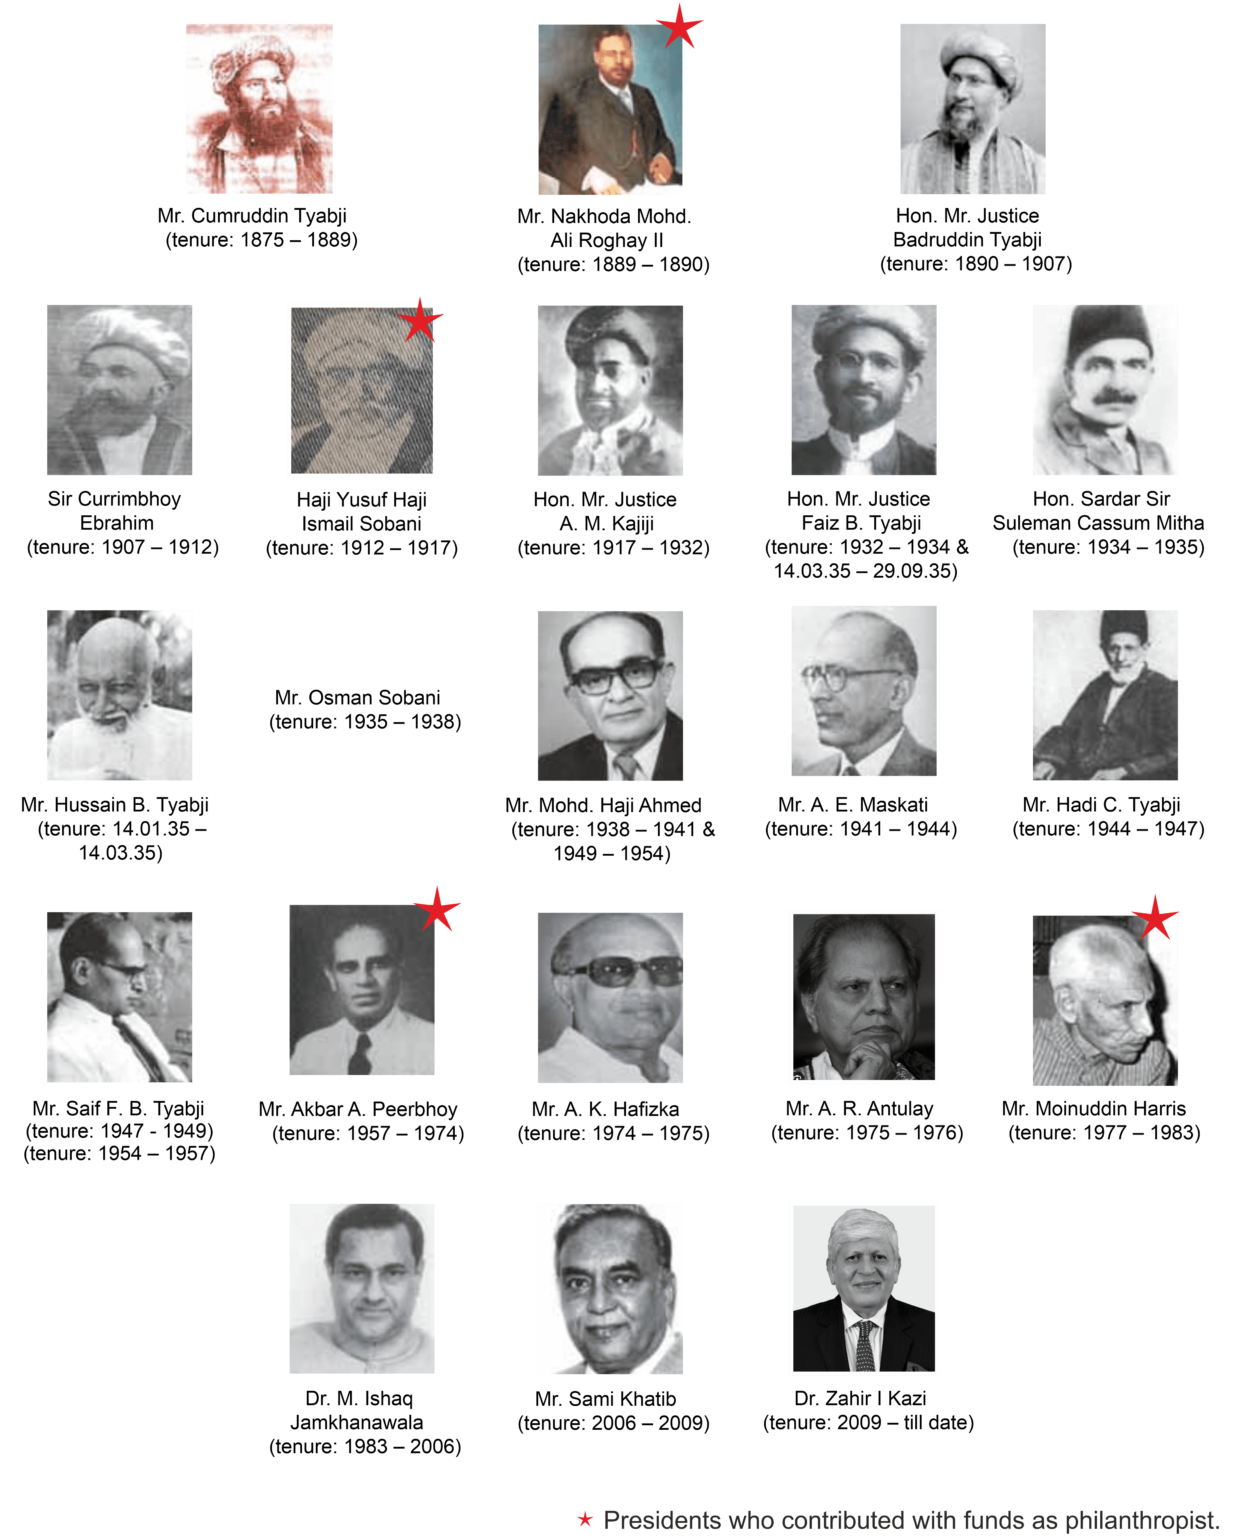 Mr. Cumruddin Tyabji
(tenure: 1875 – 1889)
Mr. Nakhoda Mohd.
Ali Roghay II
(tenure: 1889 – 1890)
Hon. Mr. Justice
Badruddin Tyabji
(tenure: 1890 – 1907)
Sir Currimbhoy
Ebrahim
(tenure: 1907 – 1912)
Haji Yusuf Haji
Ismail Sobani
(tenure: 1912 – 1917)
Hon. Mr. Justice
A. M. Kajiji
(tenure: 1917 – 1932)
Hon. Mr. Justice
Faiz B. Tyabji
(tenure: 1932 – 1934 &
14.03.35 – 29.09.35)
Hon. Sardar Sir
Suleman Cassum Mitha
(tenure: 1934 – 1935)
Mr. Hussain B. Tyabji
(tenure: 14.01.35 –
14.03.35)
Mr. Osman Sobani
(tenure: 1935 – 1938)
Mr. Mohd. Haji Ahmed
(tenure: 1938 – 1941 &
1949 – 1954)
Mr. A. E. Maskati
(tenure: 1941 – 1944)
Mr. Hadi C. Tyabji
(tenure: 1944 – 1947)
Mr. Saif F. B. Tyabji
(tenure: 1947 - 1949)
(tenure: 1954 – 1957)
Mr. Akbar A. Peerbhoy
(tenure: 1957 – 1974)
Mr. A. K. Hafizka
(tenure: 1974 – 1975)
Mr. A. R. Antulay
(tenure: 1975 – 1976)
Mr. Moinuddin Harris
(tenure: 1977 – 1983)
Dr. M. Ishaq
Jamkhanawala
(tenure: 1983 – 2006)
Mr. Sami Khatib
(tenure: 2006 – 2009)
Dr. Zahir I Kazi
(tenure: 2009 – till date)
Presidents who contributed with funds as philanthropist.